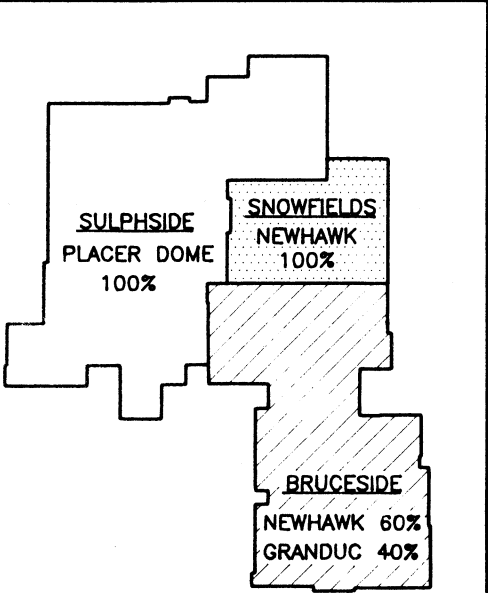 SULPHSIDE
PLACER DOME
100%
SNOWFIELDS
NEWHAWK
100%
BRUCESIDE
NEWHAWK 60%
GRANDUC 40%